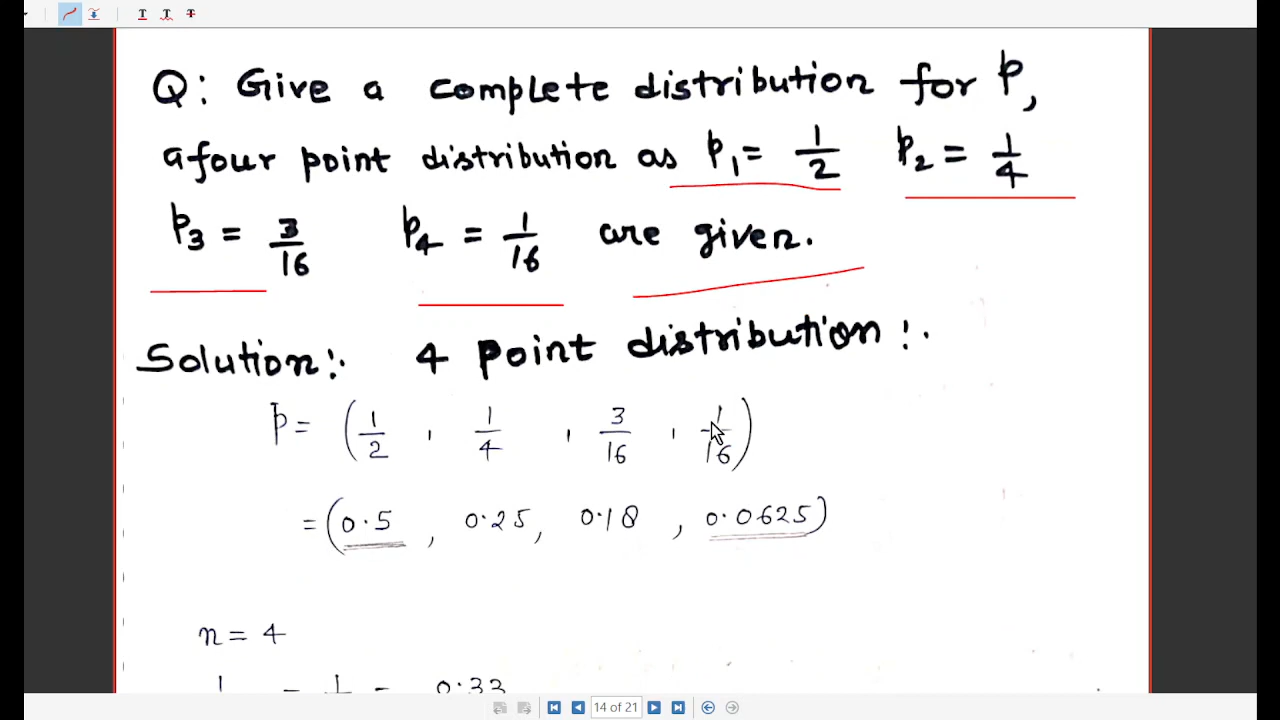 T T T
Q: Give a complete distribution for P,
a four point distribution as P1 = 1/2 P2 = 1/4
P3 = 3/16 P4 = 1/16 are given.
Solution:. 4 point distribution:.
P = (1/2, 1/4, 3/16, 1/16)
= (0.5, 0.25, 0.18, 0.0625)
n = 4
= = 0.33
14 of 21